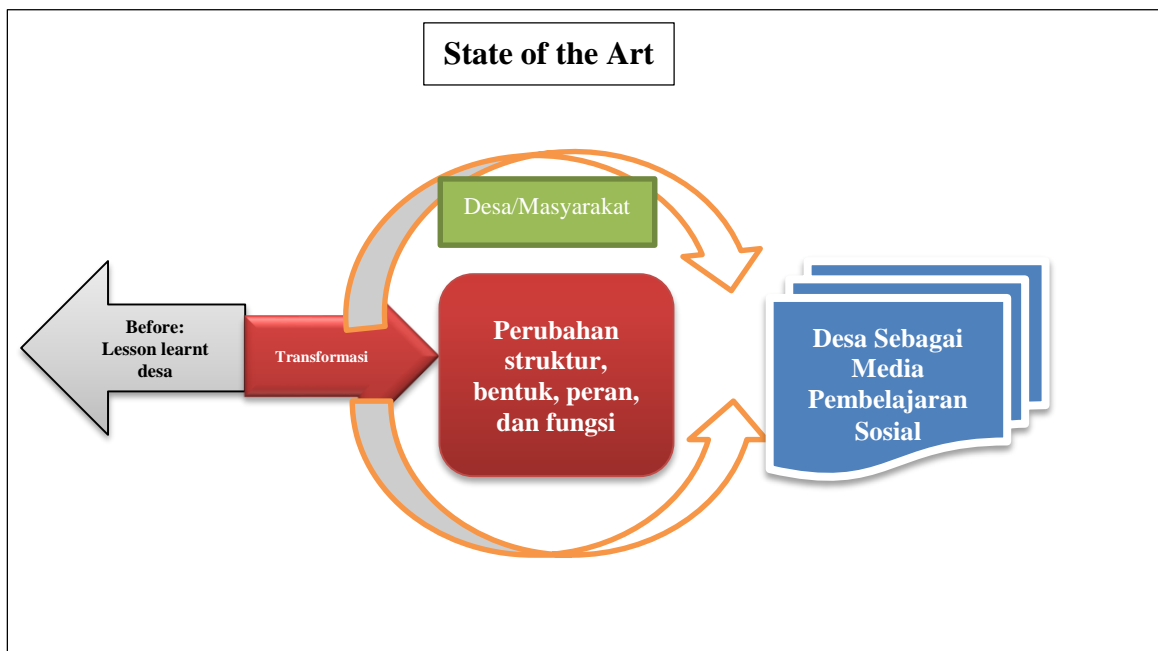 State of the Art
Desa/Masyarakat
Before:
Lesson learnt
desa
Transformasi
Perubahan
struktur,
bentuk, peran,
dan fungsi
Desa Sebagai
Media
Pembelajaran
Sosial